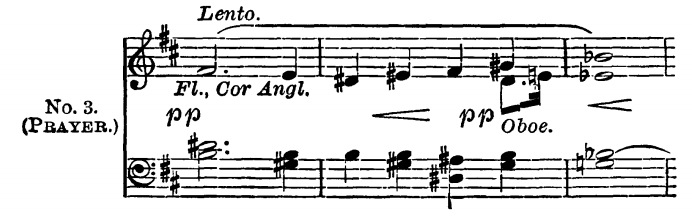 Lento.
Fl., Cor Angl.
pp
pp
Oboe.
No. 3.
(PRAYER.)